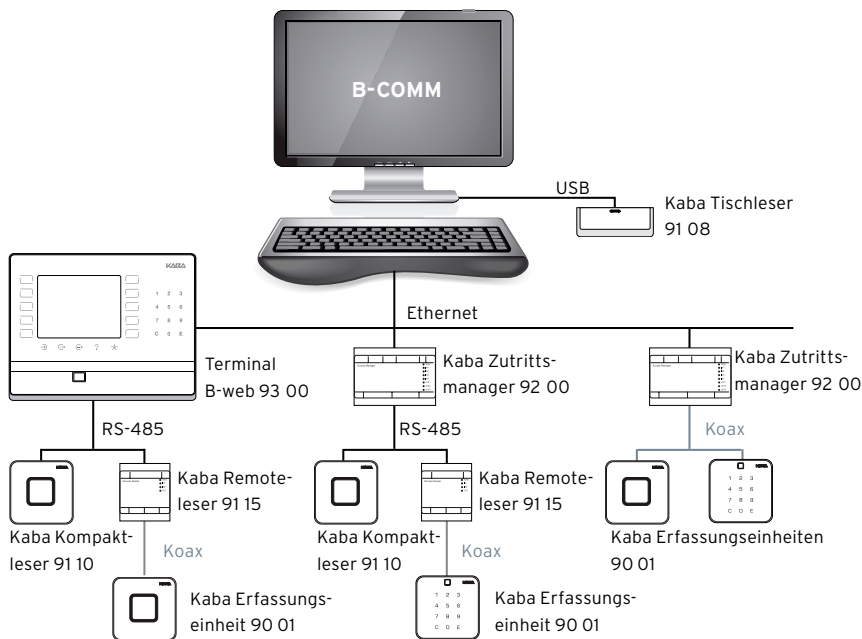 B-COMM
USB
Kaba Tischleser
91 08
KABA
1 2 3
4 5 6
7 8 9
C 0 E
?
Ethernet
Terminal
B-web 93 00
Kaba Zutritts-
manager 92 00
Kaba Zutritts-
manager 92 00
RS-485
RS-485
Koax
Kaba Remote-
leser 91 15
Kaba Remote-
leser 91 15
1 2 3
4 5 6
7 8 9
C 0 E
Kaba Kompakt-
leser 91 10
Koax
Kaba Kompakt-
leser 91 10
Koax
Kaba Erfassungseinheiten
90 01
Kaba Erfassungs-
einheit 90 01
1 2 3
4 5 6
7 8 9
C 0 E
Kaba Erfassungs-
einheit 90 01